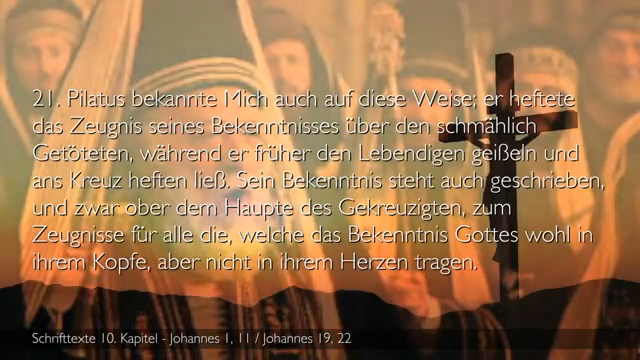 21. Pilatus bekannte Mich auch auf diese Weise; er heftete
das Zeugnis seines Bekenntnisses über den schmählich
Getöteten, während er früher den Lebendigen geißeln und
ans Kreuz heften ließ. Sein Bekenntnis steht auch geschrieben,
und zwar ober dem Haupte des Gekreuzigten, zum
Zeugnisse für alle die, welche das Bekenntnis Gottes wohl in
ihrem Kopfe, aber nicht in ihrem Herzen tragen.
Schrifttexte 10. Kapitel - Johannes 1, 11 / Johannes 19, 22